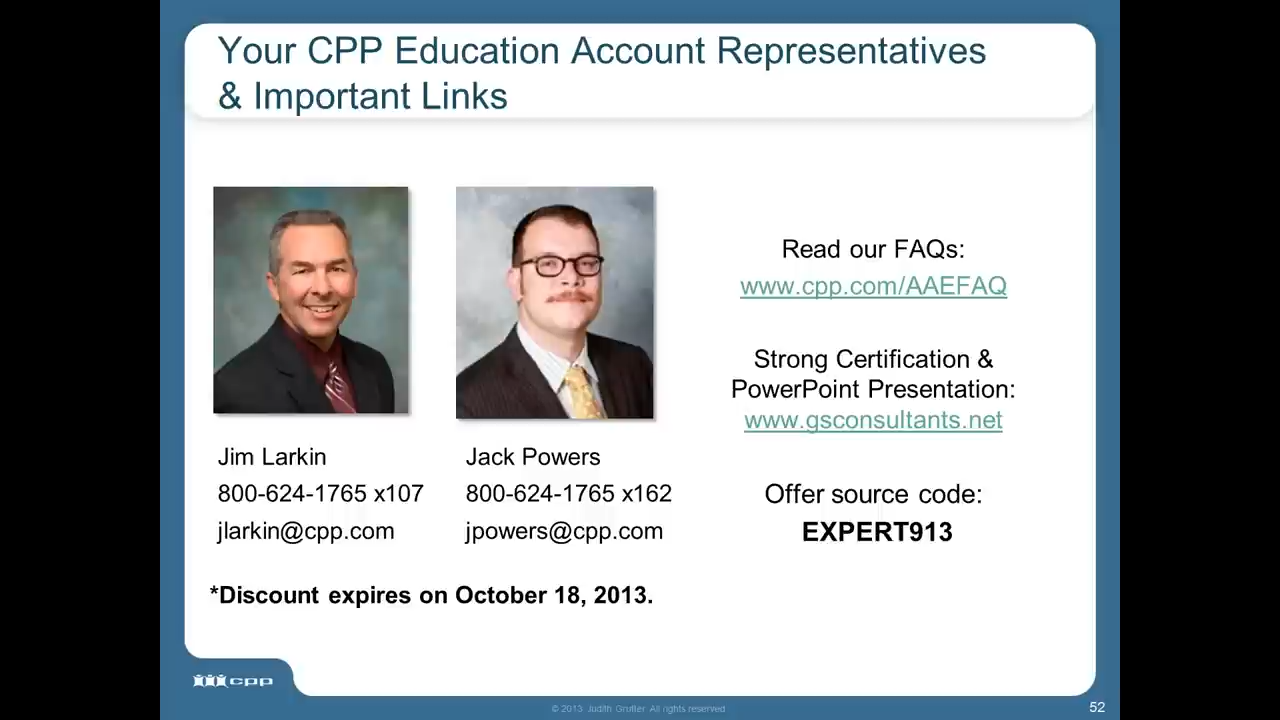 Your CPP Education Account Representatives
& Important Links
Read our FAQs:
www.cpp.com/AAEFAQ
Strong Certification &
PowerPoint Presentation:
www.gsconsultants.net
Jim Larkin
800-624-1765 x107
jlarkin@cpp.com
Jack Powers
800-624-1765 x162
jpowers@cpp.com
Offer source code:
EXPERT913
*Discount expires on October 18, 2013.
cpp
© 2013 Judith Grutter All rights reserved
52